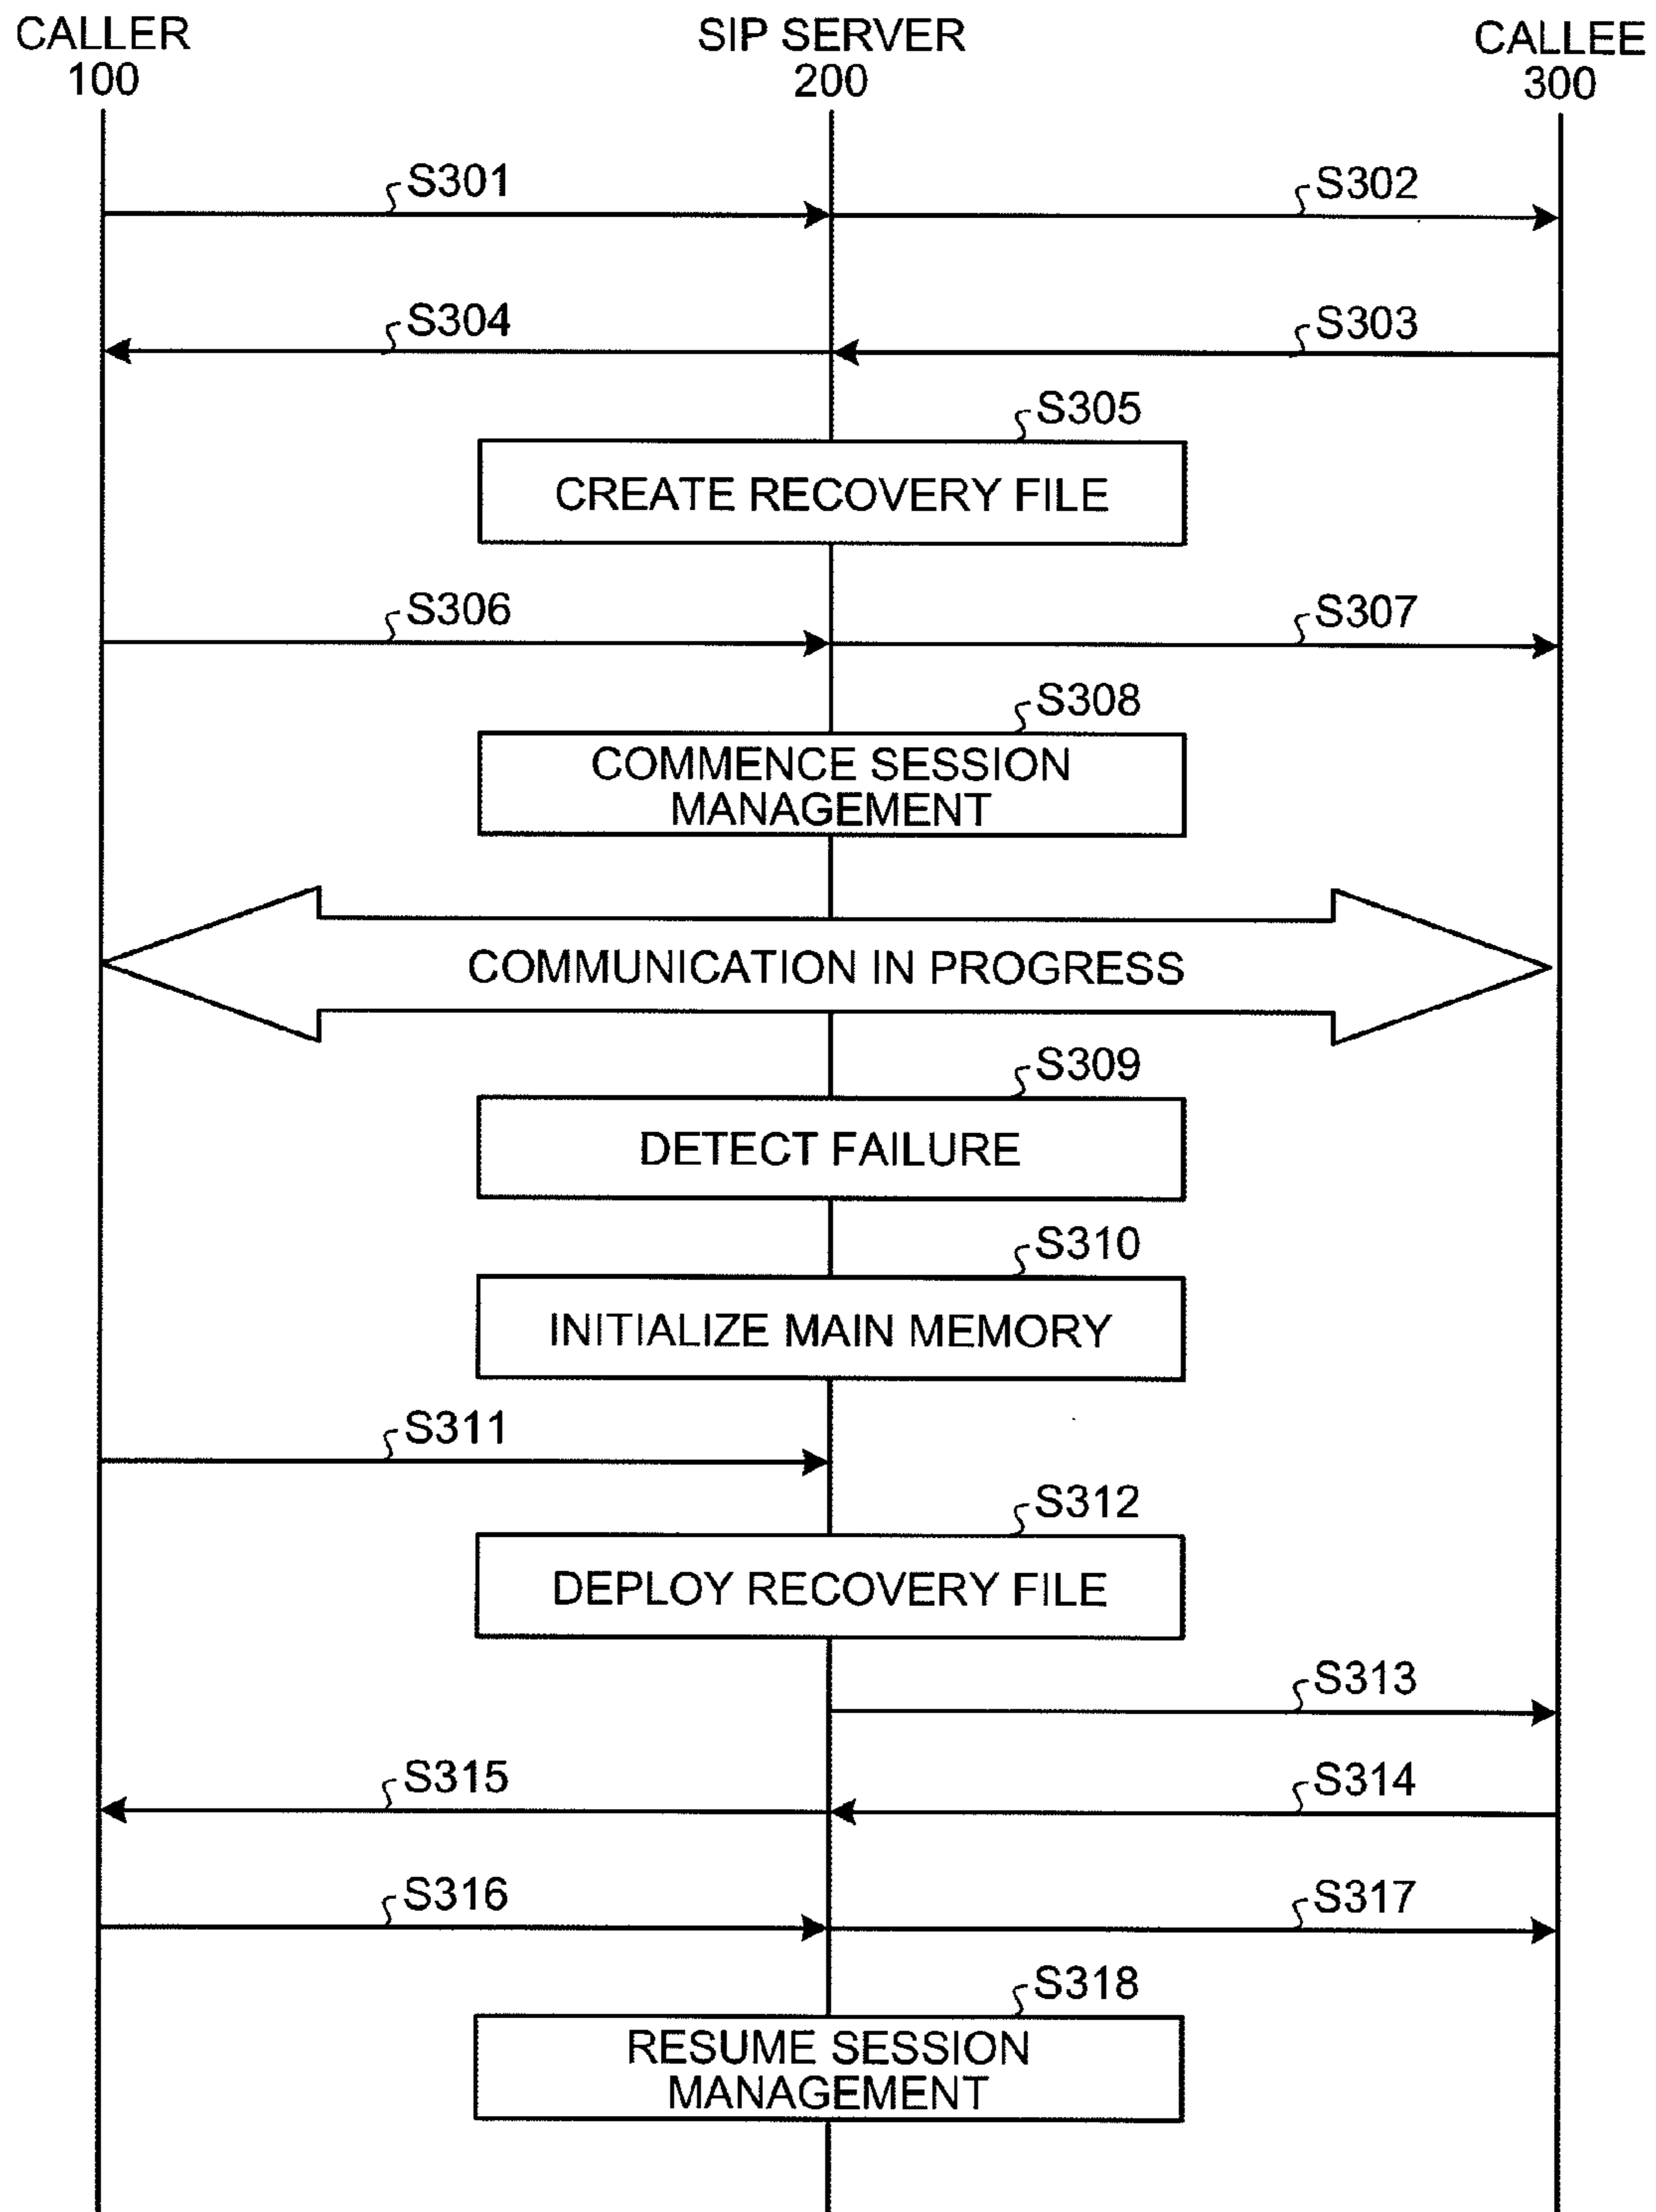 CALLER
100
SIP SERVER
200
CALLEE
300
S301
S302
S304
S303
S305
CREATE RECOVERY FILE
S306
S307
S308
COMMENCE SESSION
MANAGEMENT
COMMUNICATION IN PROGRESS
S309
DETECT FAILURE
S310
INITIALIZE MAIN MEMORY
S311
S312
DEPLOY RECOVERY FILE
S313
S315
S314
S316
S317
S318
RESUME SESSION
MANAGEMENT